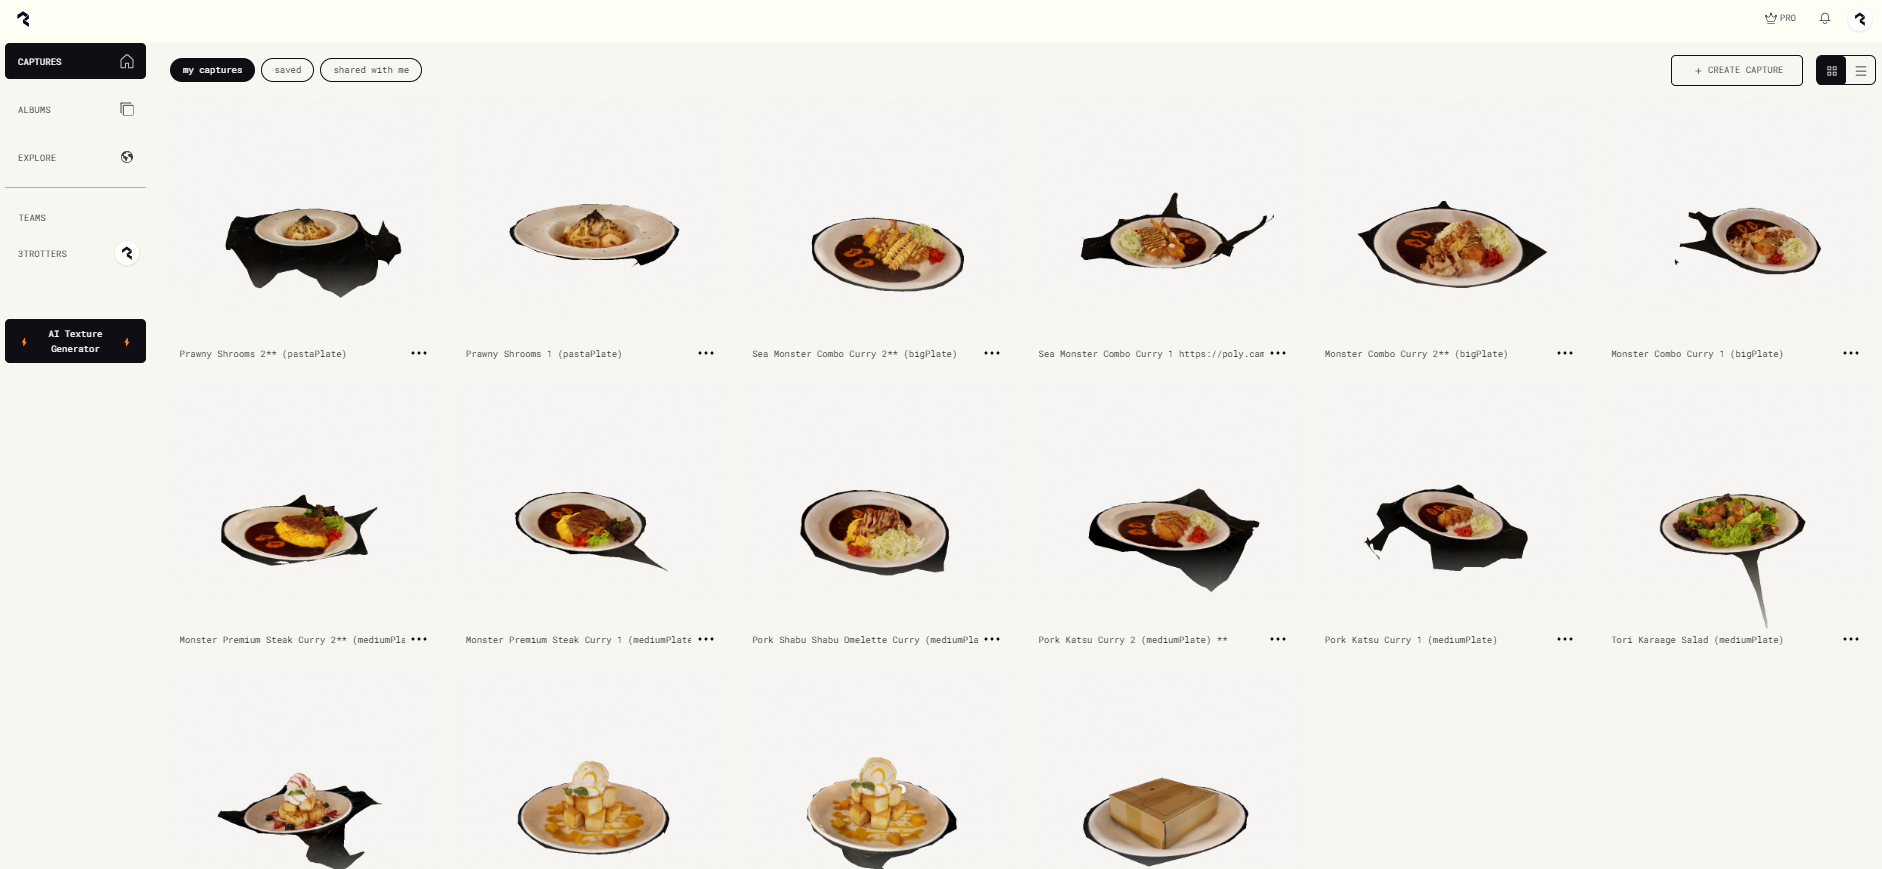 PRO
CAPTURES
my captures
saved
shared with me
+ CREATE CAPTURE
ALBUMS
EXPLORE
TEAMS
3TROTTERS
AI Texture
Generator
Prawny Shrooms 2** (pastaPlate)
Prawny Shrooms 1 (pastaPlate)
Sea Monster Combo Curry 2** (bigPlate)
Sea Monster Combo Curry 1 https://poly.cam
Monster Combo Curry 2** (bigPlate)
Monster Combo Curry 1 (bigPlate)
Monster Premium Steak Curry 2** (mediumPla
Monster Premium Steak Curry 1 (mediumPlate
Pork Shabu Shabu Omelette Curry (mediumPla
Pork Katsu Curry 2 (mediumPlate) **
Pork Katsu Curry 1 (mediumPlate)
Tori Karaage Salad (mediumPlate)